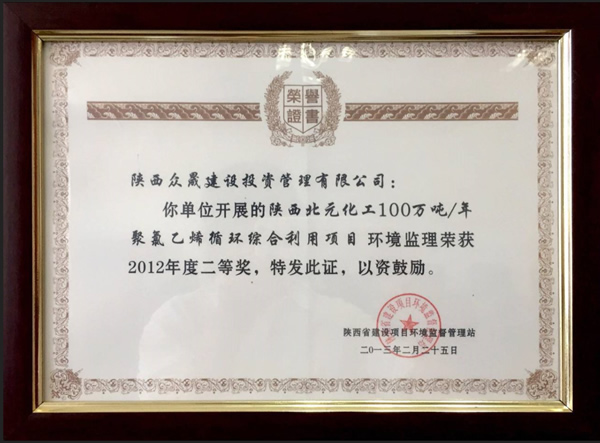 榮譽
證書
陕西众晟建设投资管理有限公司：
你单位开展的陕西北元化工100万吨/年
聚氯乙烯循环综合利用项目 环境监理荣获
2012年度二等奖，特发此证，以资鼓励。
陕西省建设项目环境监督管理站
二〇一三年二月二十五日